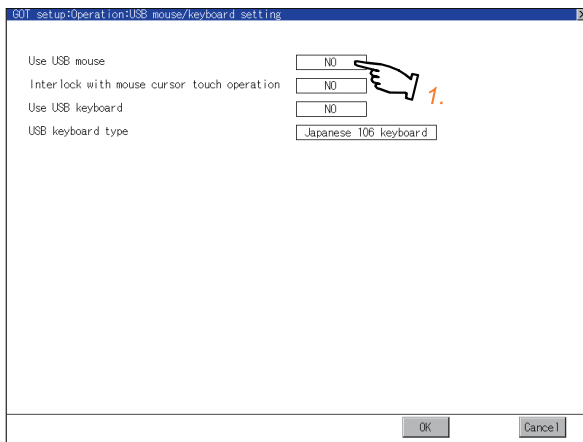 GOT setup:Operation:USB mouse/keyboard setting
Use USB mouse NO
Interlock with mouse cursor touch operation NO
1.
Use USB keyboard NO
USB keyboard type Japanese 106 keyboard
OK Cancel